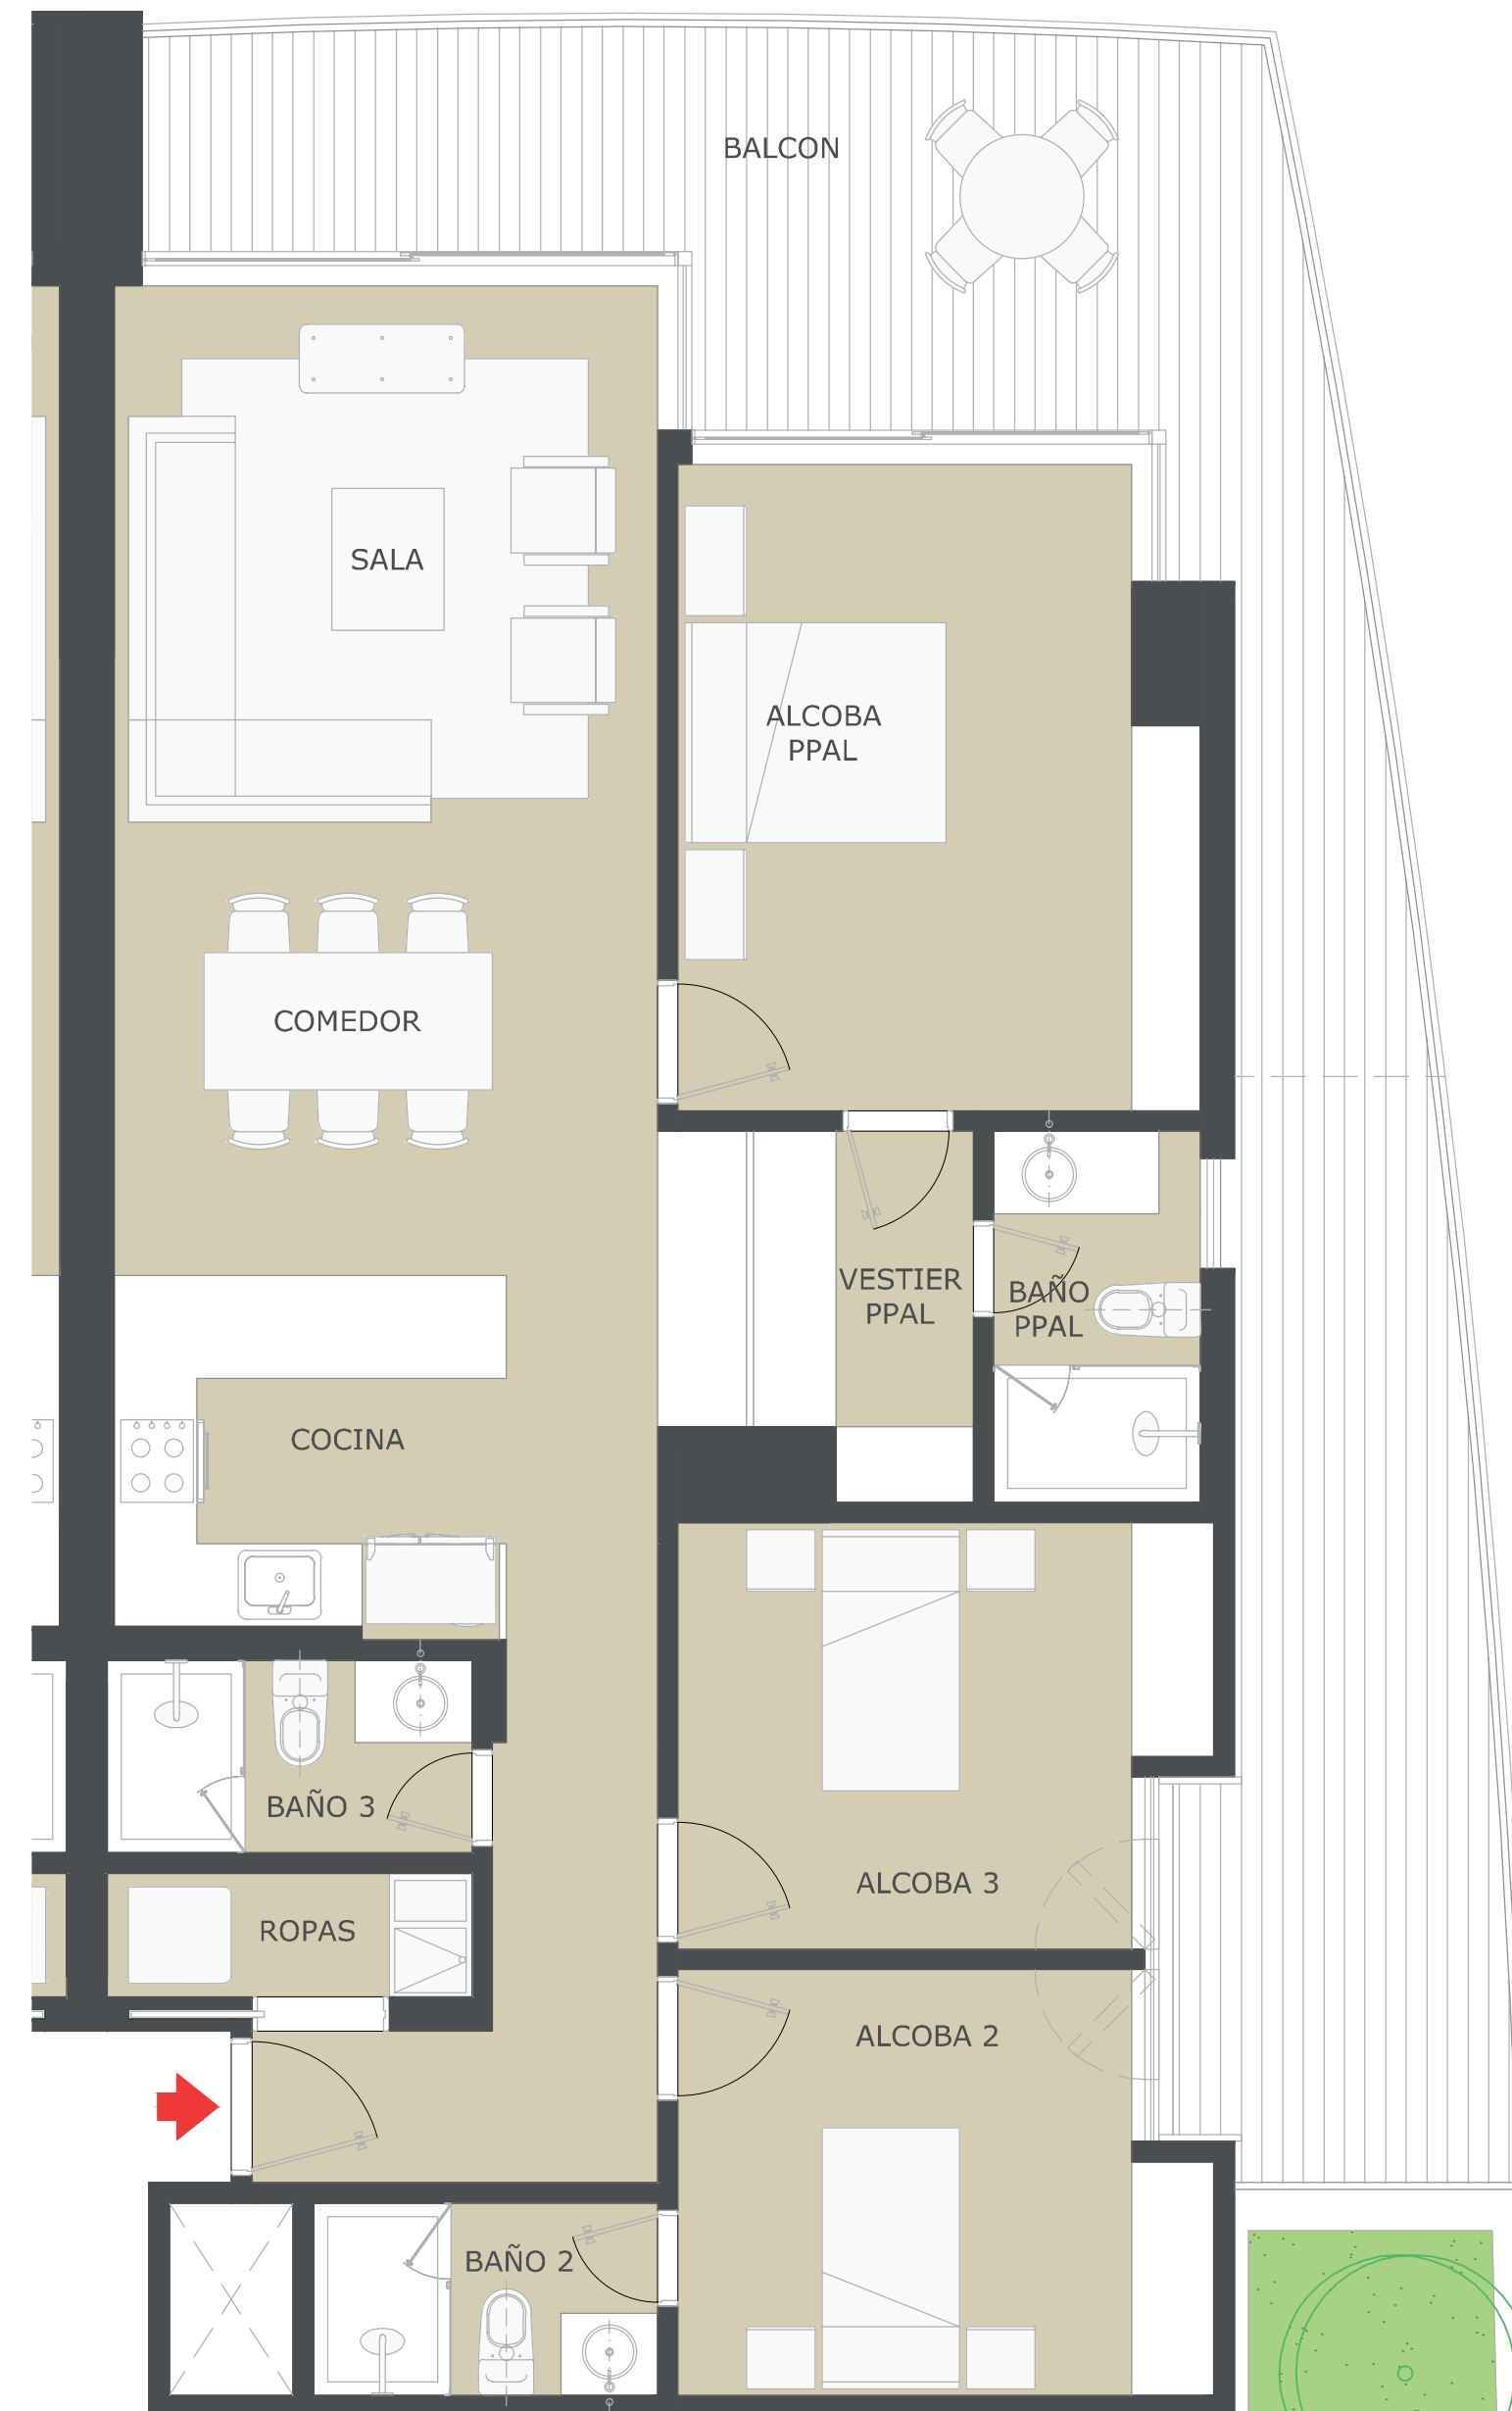 BALCON
SALA
ALCOBA
PPAL
COMEDOR
VESTIER
PPAL
BAÑO
PPAL
COCINA
BAÑO 3
ALCOBA 3
ROPAS
ALCOBA 2
BAÑO 2